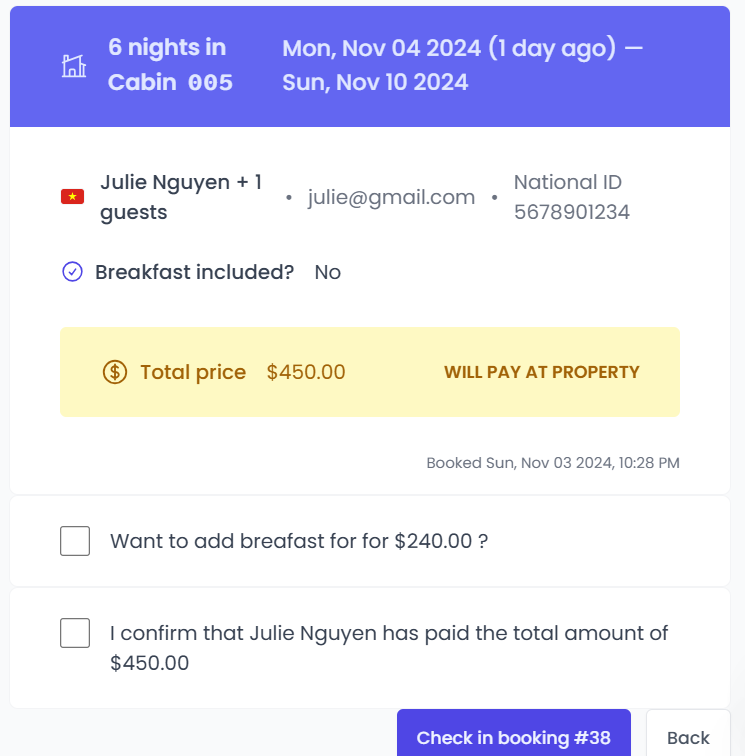 6 nights in
Cabin 005
Mon, Nov 04 2024 (1 day ago) —
Sun, Nov 10 2024
Julie Nguyen + 1
guests
• julie@gmail.com •
National ID
5678901234
Breakfast included? No
Total price $450.00 WILL PAY AT PROPERTY
Booked Sun, Nov 03 2024, 10:28 PM
Want to add breafast for for $240.00 ?
I confirm that Julie Nguyen has paid the total amount of
$450.00
Check in booking #38 Back